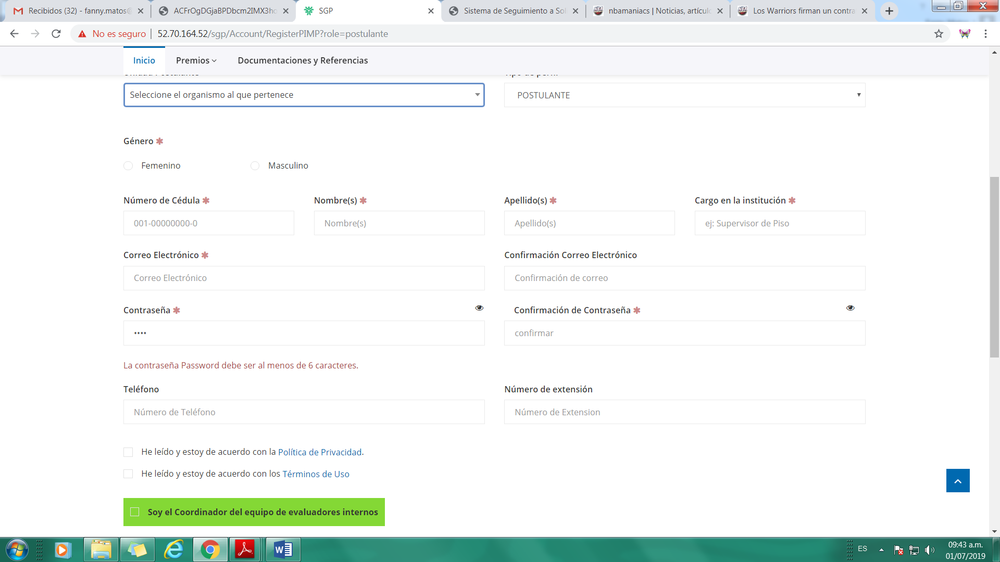 Recibidos (32) - fanny.matos@
ACFrOgDGjaBPDbcm2IMX3ho
SGP
Sistema de Seguimiento a Sol
nbamaniacs | Noticias, artículo
Los Warriors firman un contra
No es seguro | 52.70.164.52/sgp/Account/RegisterPIMP?role=postulante
Inicio Premios Documentaciones y Referencias
Seleccione el organismo al que pertenece
POSTULANTE
Género *
Femenino Masculino
Número de Cédula * Nombre(s) * Apellido(s) * Cargo en la institución *
001-00000000-0 Nombre(s) Apellido(s) ej: Supervisor de Piso
Correo Electrónico * Confirmación Correo Electrónico
Correo Electrónico Confirmación de correo
Contraseña * Confirmación de Contraseña *
•••• confirmar
La contraseña Password debe ser al menos de 6 caracteres.
Teléfono Número de extensión
Número de Teléfono Número de Extension
He leído y estoy de acuerdo con la Política de Privacidad.
He leído y estoy de acuerdo con los Términos de Uso
Soy el Coordinador del equipo de evaluadores internos
ES
09:43 a.m.
01/07/2019